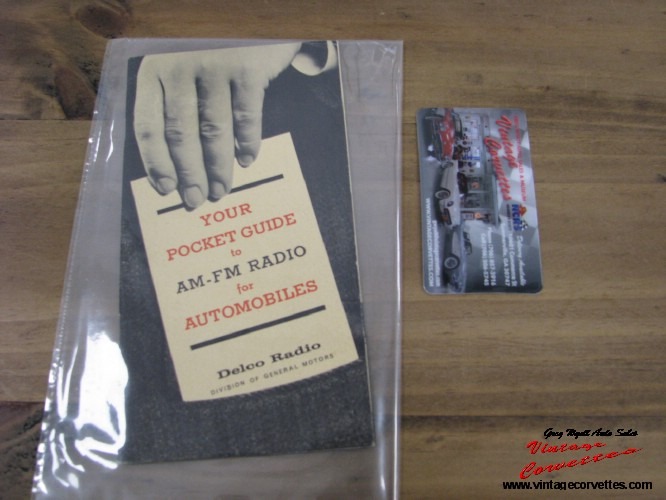 YOUR
POCKET GUIDE
to
AM-FM RADIO
for
AUTOMOBILES
Delco Radio
DIVISION OF GENERAL MOTORS
Vintage
Corvettes
Greg Wyatt Auto Sales
Vintage
Corvettes
www.vintagecorvettes.com